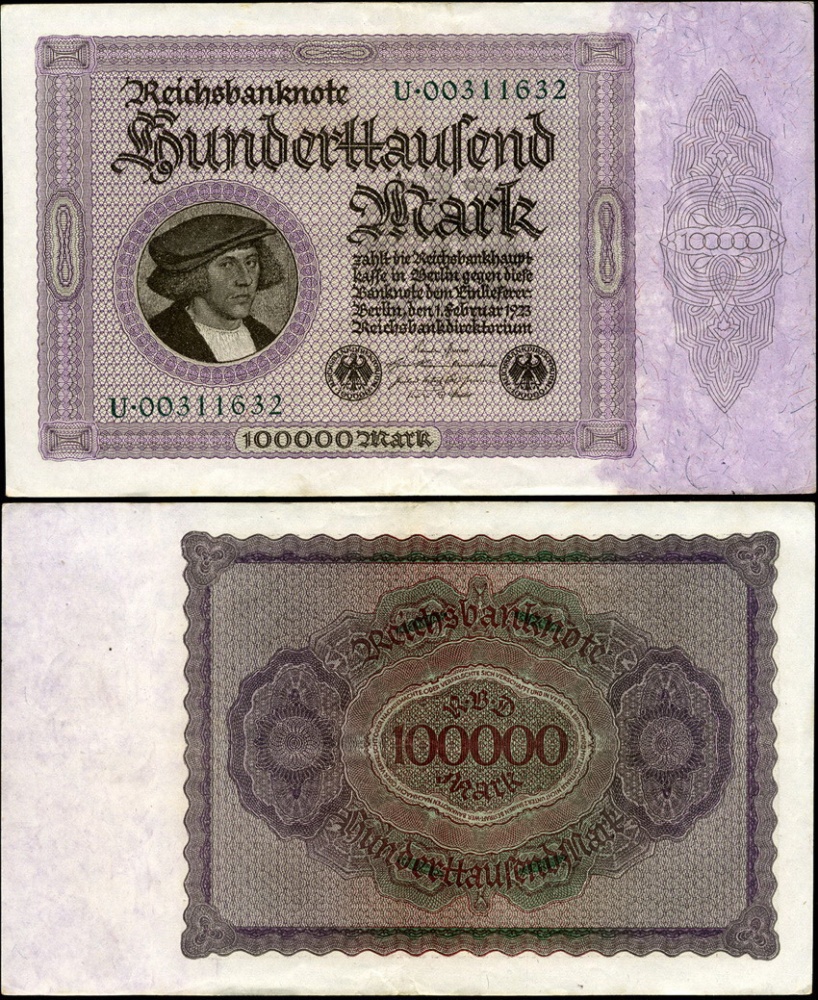 Reichsbanknote U·00311632
Hunderttausend
Mark
zahlt die Reichsbankhaupt-
kasse in Berlin gegen diese
Banknote dem Einlieferer.
Berlin, den 1. Februar 1923
Reichsbankdirektorium
100000
U·00311632
100000 Mark
Reichsbanknote
R·B·D
100000
Mark
Hunderttausend Mark